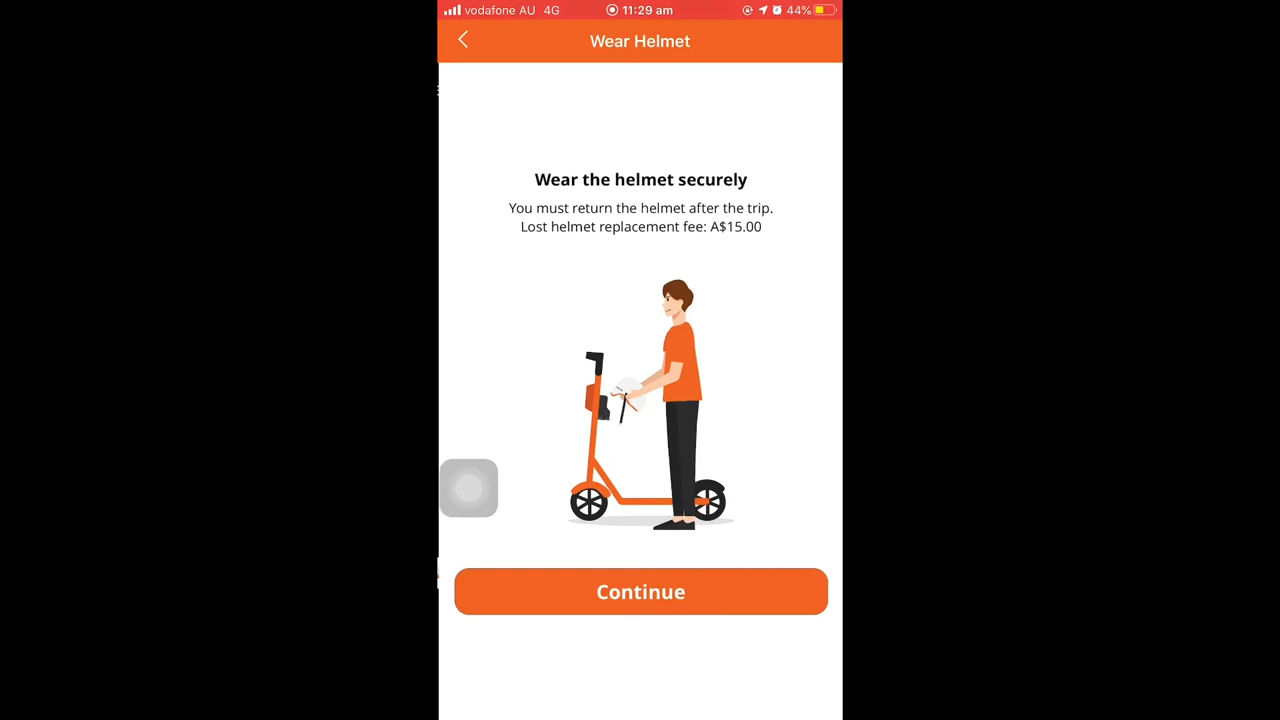 vodafone AU 4G 11:29 am 44%
Wear Helmet
Wear the helmet securely
You must return the helmet after the trip.
Lost helmet replacement fee: A$15.00
Continue